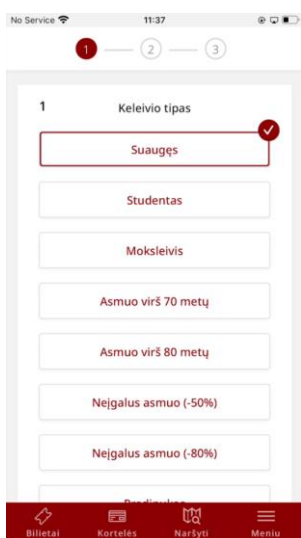 No Service 11:37
1 2 3
1 Keleivio tipas
Suaugęs
Studentas
Moksleivis
Asmuo virš 70 metų
Asmuo virš 80 metų
Neįgalus asmuo (-50%)
Neįgalus asmuo (-80%)
Pradinukas
Bilietai Kortelės Naršyti Meniu